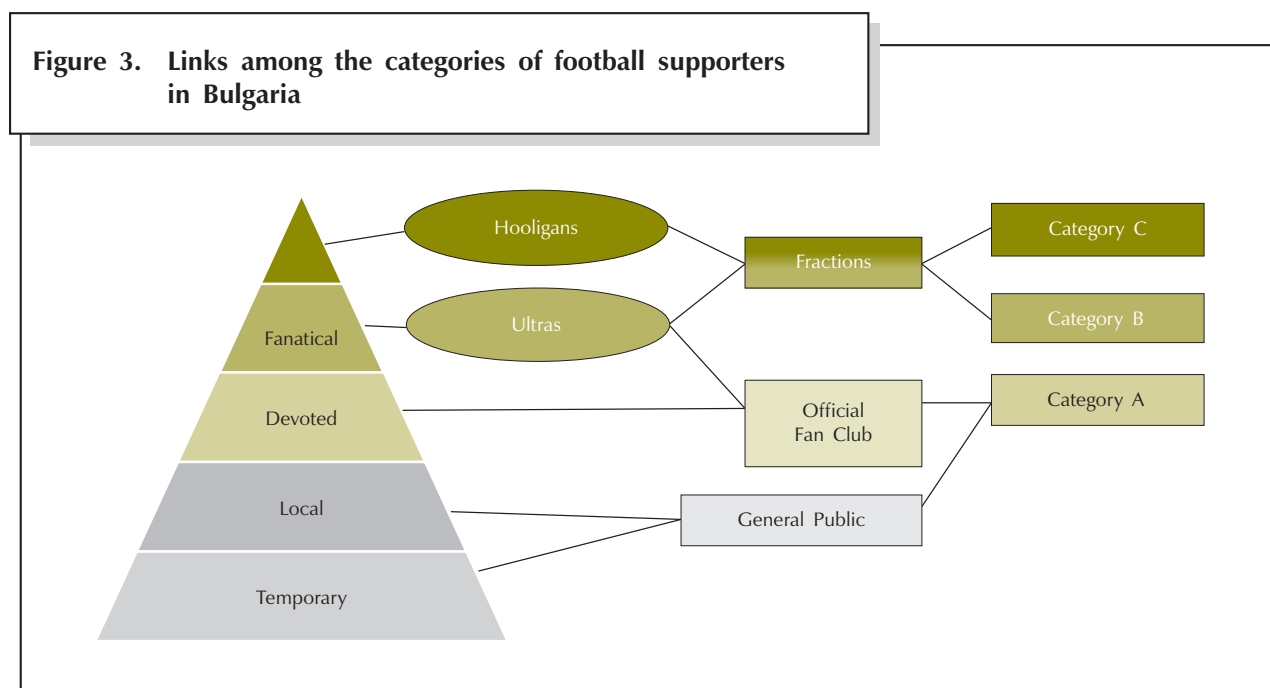 Figure 3. Links among the categories of football supporters
in Bulgaria
Hooligans
Category C
Fractions
Ultras
Category B
Fanatical
Devoted
Official
Fan Club
Category A
Local
General Public
Temporary